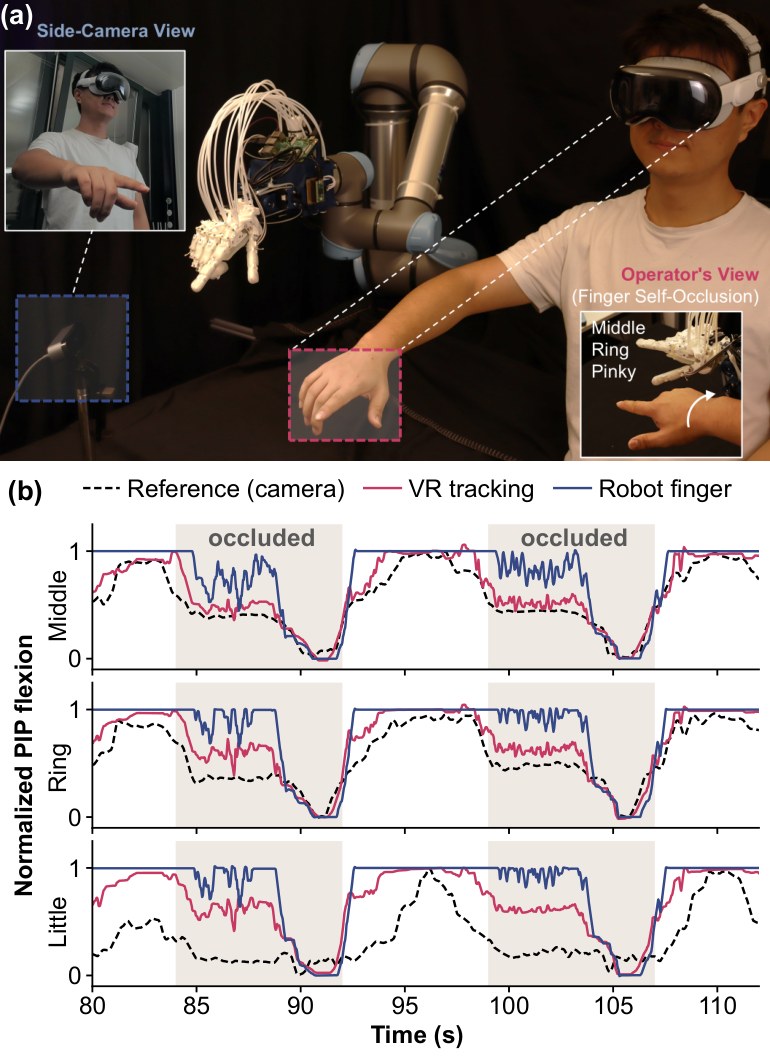 (a)
Side-Camera View
Operator's View
(Finger Self-Occlusion)
Middle
Ring
Pinky
(b)
Reference (camera)
VR tracking
Robot finger
occluded
occluded
Normalized PIP flexion
Middle
1
0
Ring
1
0
Little
1
0
80
85
90
95
100
105
110
Time (s)